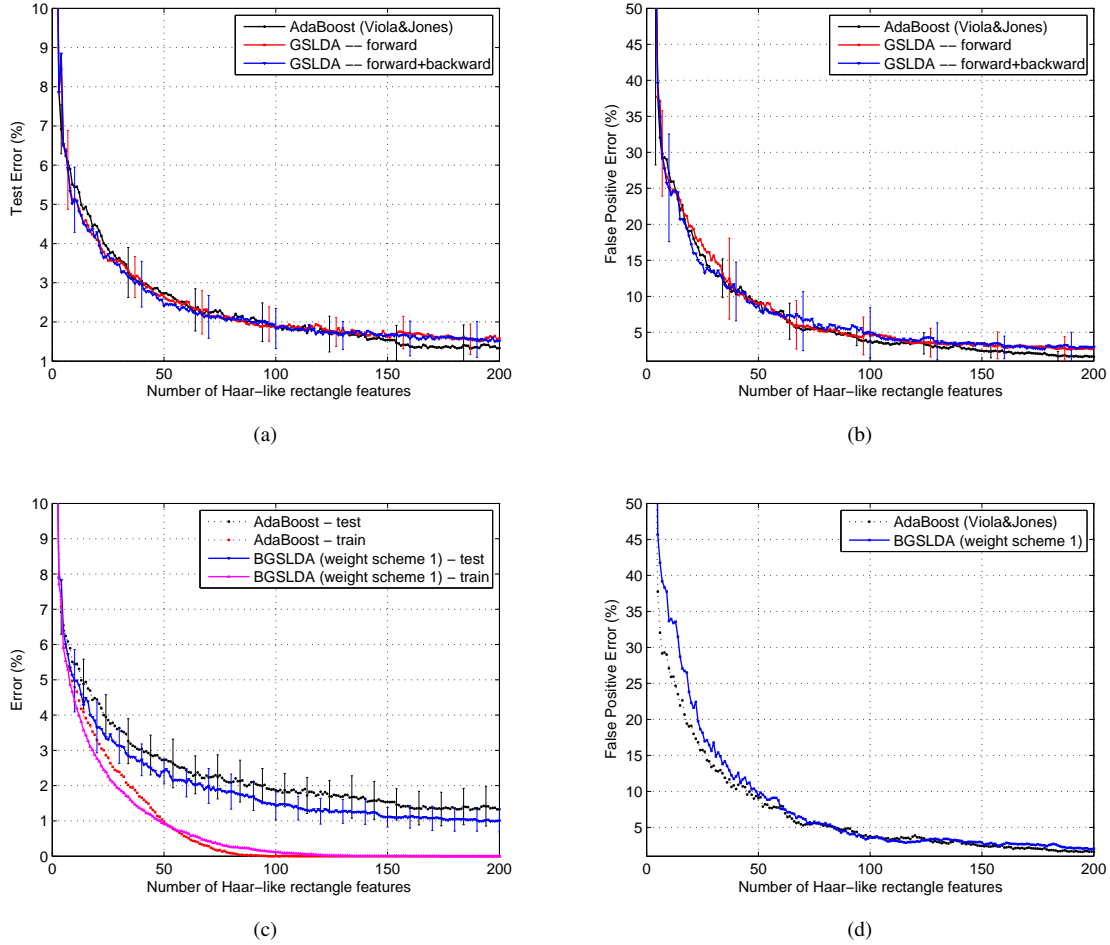 10
9
8
7
6
5
4
3
2
1
0
50
100
150
200
Test Error (%)
Number of Haar−like rectangle features
AdaBoost (Viola&Jones)
GSLDA −− forward
GSLDA −− forward+backward
(a)
50
45
40
35
30
25
20
15
10
5
0
50
100
150
200
False Positive Error (%)
Number of Haar−like rectangle features
AdaBoost (Viola&Jones)
GSLDA −− forward
GSLDA −− forward+backward
(b)
10
9
8
7
6
5
4
3
2
1
0
0
50
100
150
200
Error (%)
Number of Haar−like rectangle features
AdaBoost − test
AdaBoost − train
BGSLDA (weight scheme 1) − test
BGSLDA (weight scheme 1) − train
(c)
50
45
40
35
30
25
20
15
10
5
0
50
100
150
200
False Positive Error (%)
Number of Haar−like rectangle features
AdaBoost (Viola&Jones)
BGSLDA (weight scheme 1)
(d)